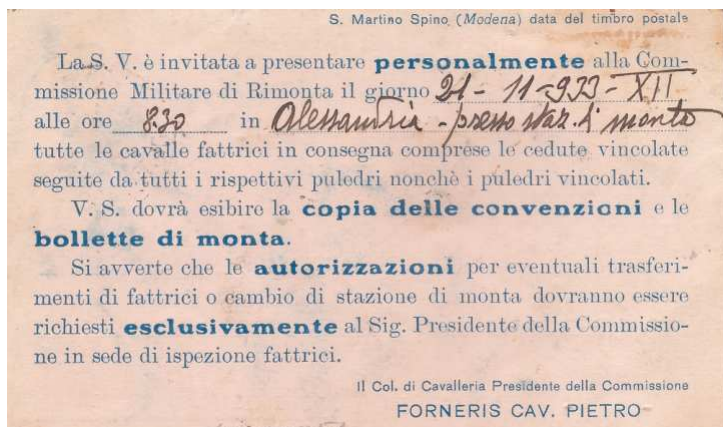 S. Martino Spino (Modena) data del timbro postale
La S. V. è invitata a presentare personalmente alla Com-
missione Militare di Rimonta il giorno 21 - 11 - 933 - XII
alle ore 8.30 in Alessandria - presso staz. di monta
tutte le cavalle fattrici in consegna comprese le cedute vincolate
seguite da tutti i rispettivi puledri nonchè i puledri vincolati.
V. S. dovrà esibire la copia delle convenzioni e le
bollette di monta.
Si avverte che le autorizzazioni per eventuali trasferi-
menti di fattrici o cambio di stazione di monta dovranno essere
richiesti esclusivamente al Sig. Presidente della Commissio-
ne in sede di ispezione fattrici.
Il Col. di Cavalleria Presidente della Commissione
FORNERIS CAV. PIETRO